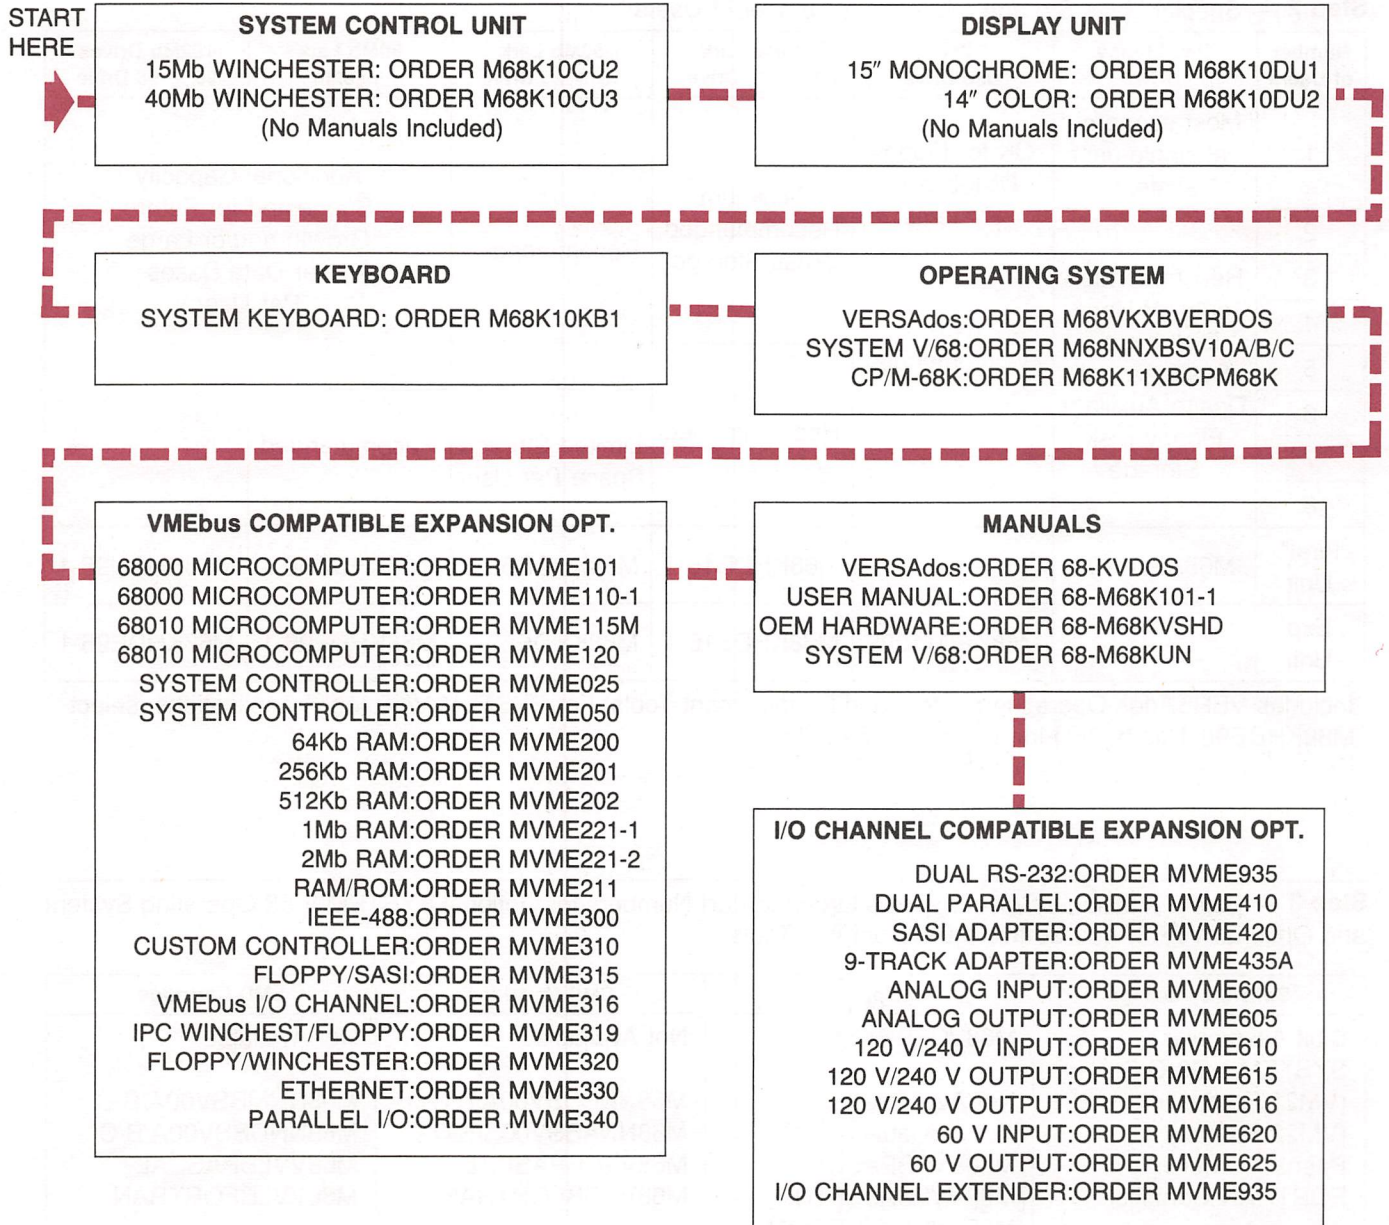 START
HERE
SYSTEM CONTROL UNIT
15Mb WINCHESTER: ORDER M68K10CU2
40Mb WINCHESTER: ORDER M68K10CU3
(No Manuals Included)
DISPLAY UNIT
15″ MONOCHROME: ORDER M68K10DU1
14″ COLOR: ORDER M68K10DU2
(No Manuals Included)
KEYBOARD
SYSTEM KEYBOARD: ORDER M68K10KB1
OPERATING SYSTEM
VERSAdos:ORDER M68VKXBVERDOS
SYSTEM V/68:ORDER M68NNXBSV10A/B/C
CP/M-68K:ORDER M68K11XBCPM68K
VMEbus COMPATIBLE EXPANSION OPT.
68000 MICROCOMPUTER:ORDER MVME101
68000 MICROCOMPUTER:ORDER MVME110-1
68010 MICROCOMPUTER:ORDER MVME115M
68010 MICROCOMPUTER:ORDER MVME120
SYSTEM CONTROLLER:ORDER MVME025
SYSTEM CONTROLLER:ORDER MVME050
64Kb RAM:ORDER MVME200
256Kb RAM:ORDER MVME201
512Kb RAM:ORDER MVME202
1Mb RAM:ORDER MVME221-1
2Mb RAM:ORDER MVME221-2
RAM/ROM:ORDER MVME211
IEEE-488:ORDER MVME300
CUSTOM CONTROLLER:ORDER MVME310
FLOPPY/SASI:ORDER MVME315
VMEbus I/O CHANNEL:ORDER MVME316
IPC WINCHEST/FLOPPY:ORDER MVME319
FLOPPY/WINCHESTER:ORDER MVME320
ETHERNET:ORDER MVME330
PARALLEL I/O:ORDER MVME340
MANUALS
VERSAdos:ORDER 68-KVDOS
USER MANUAL:ORDER 68-M68K101-1
OEM HARDWARE:ORDER 68-M68KVSHD
SYSTEM V/68:ORDER 68-M68KUN
I/O CHANNEL COMPATIBLE EXPANSION OPT.
DUAL RS-232:ORDER MVME935
DUAL PARALLEL:ORDER MVME410
SASI ADAPTER:ORDER MVME420
9-TRACK ADAPTER:ORDER MVME435A
ANALOG INPUT:ORDER MVME600
ANALOG OUTPUT:ORDER MVME605
120 V/240 V INPUT:ORDER MVME610
120 V/240 V OUTPUT:ORDER MVME615
120 V/240 V OUTPUT:ORDER MVME616
60 V INPUT:ORDER MVME620
60 V OUTPUT:ORDER MVME625
I/O CHANNEL EXTENDER:ORDER MVME935